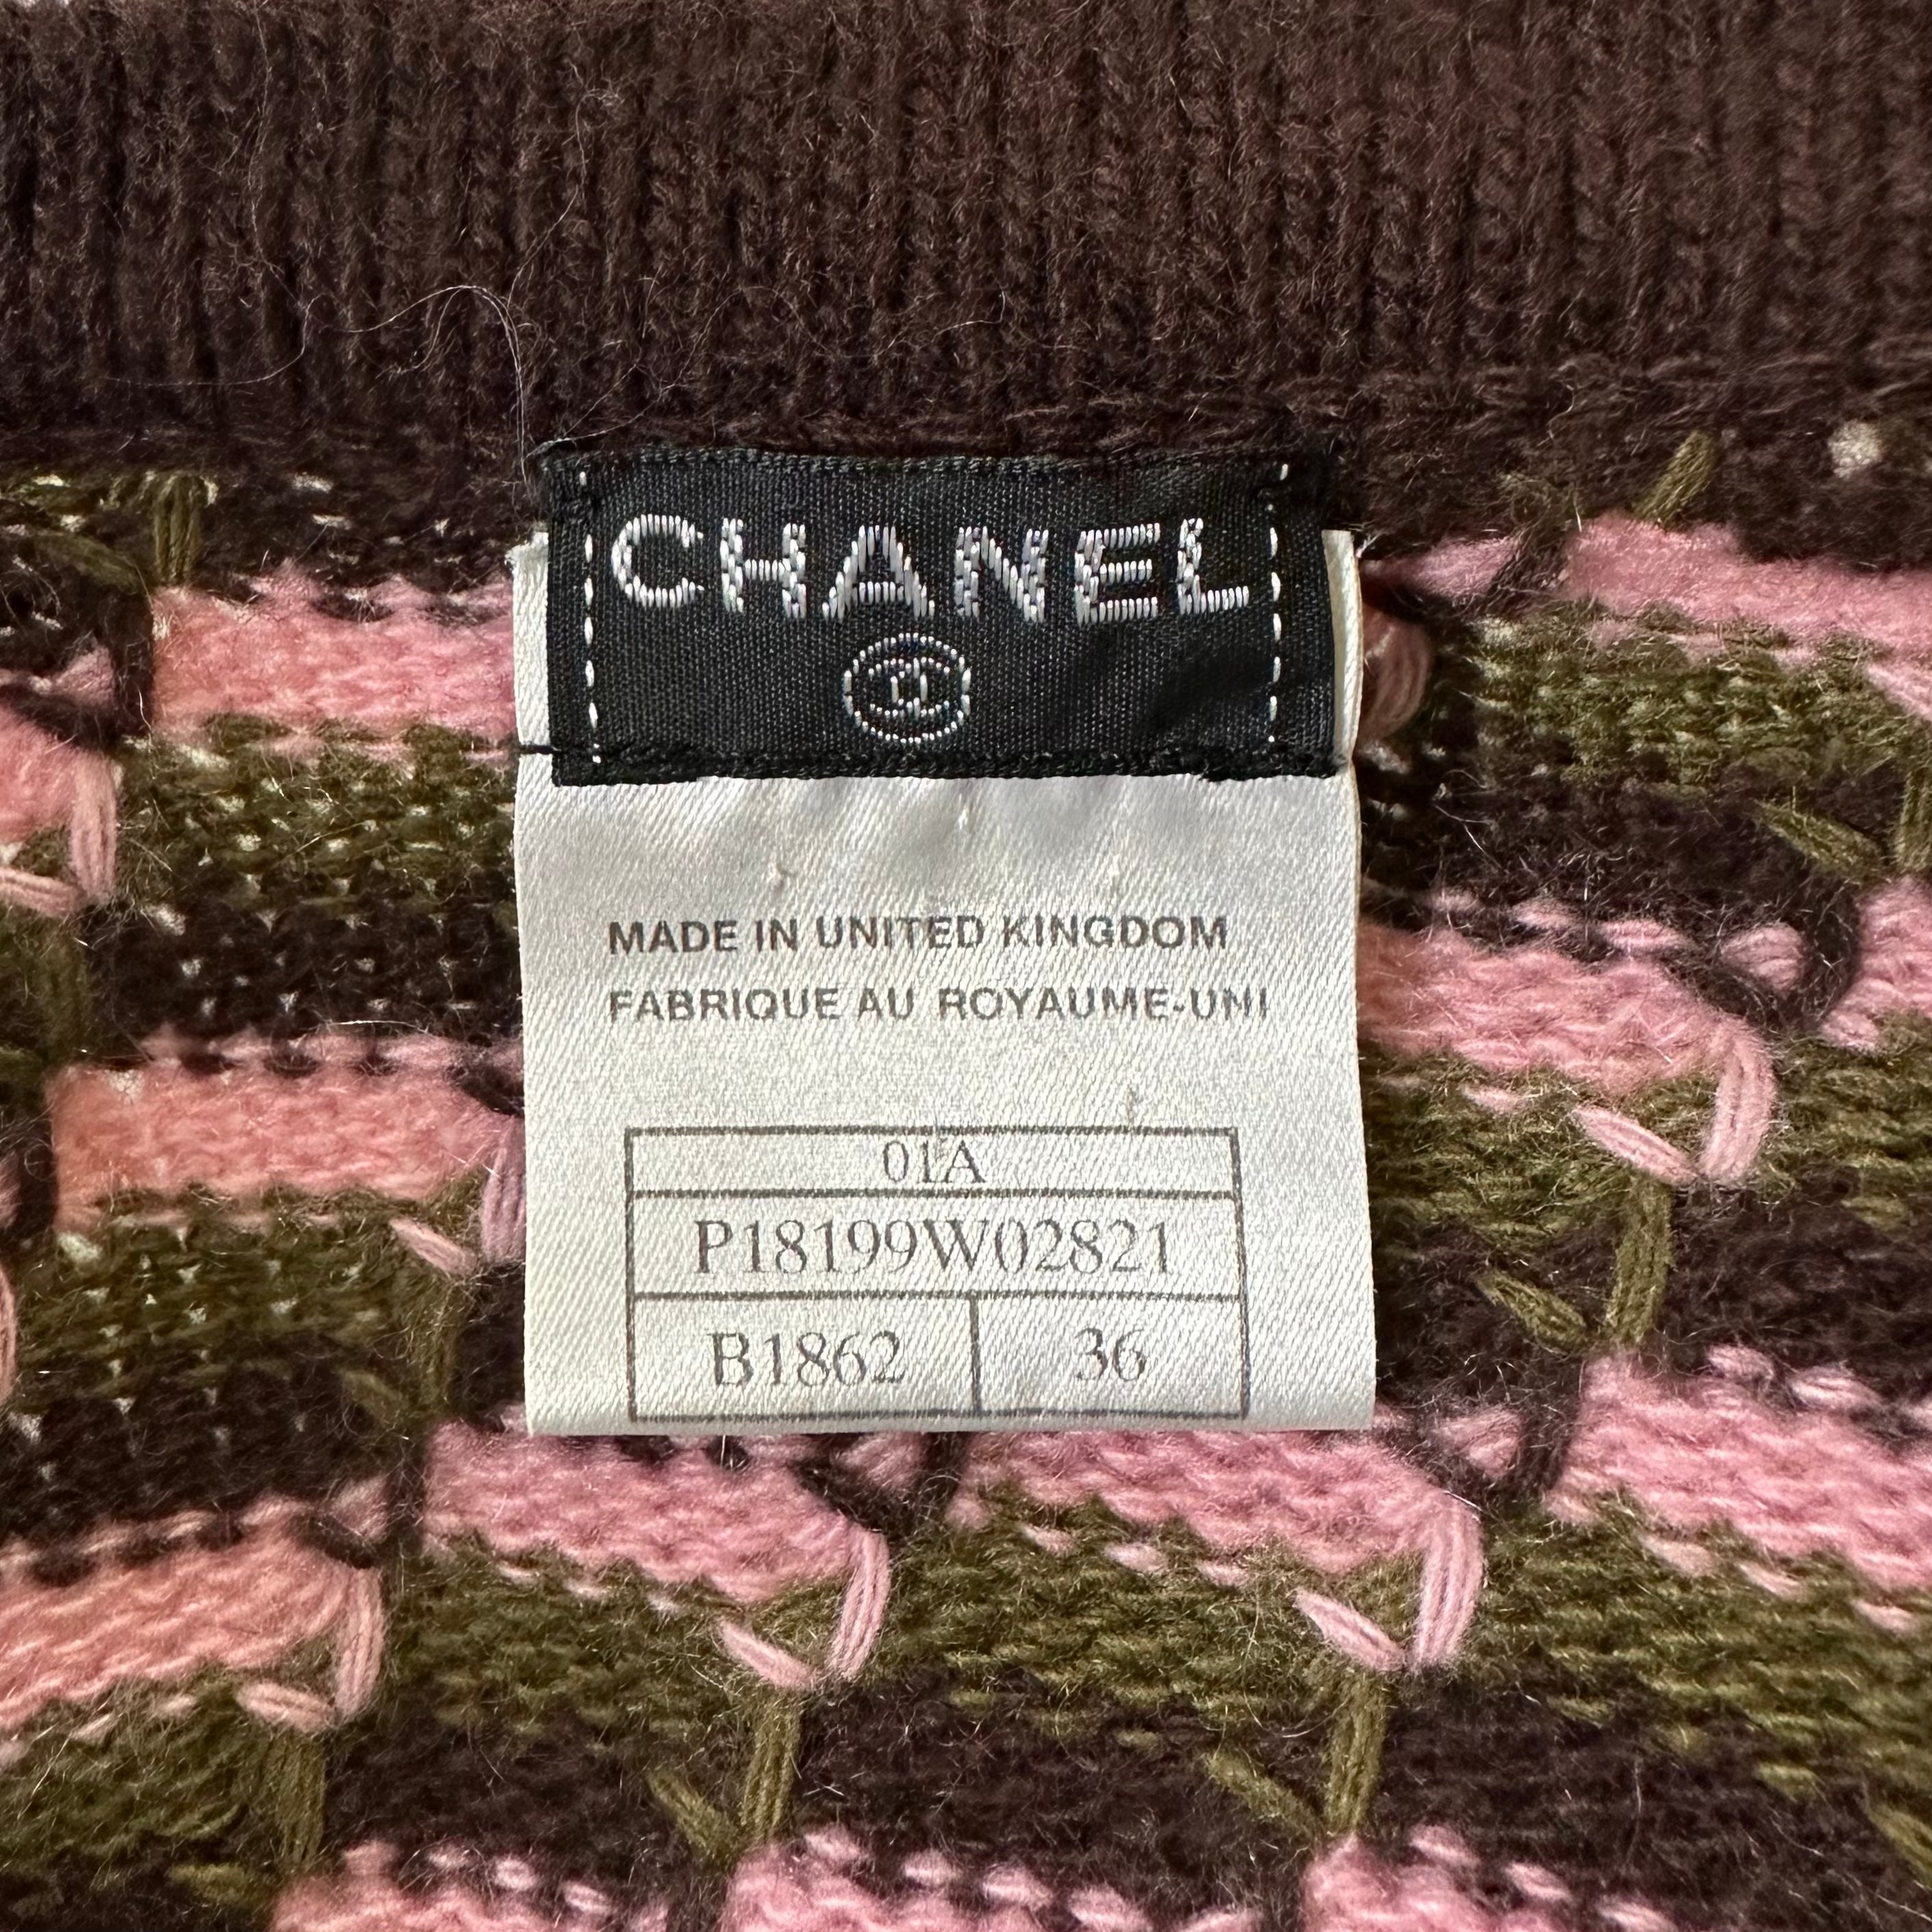 CHANEL
MADE IN UNITED KINGDOM
FABRIQUE AU ROYAUME-UNI
01A
P18199W02821
B1862 36